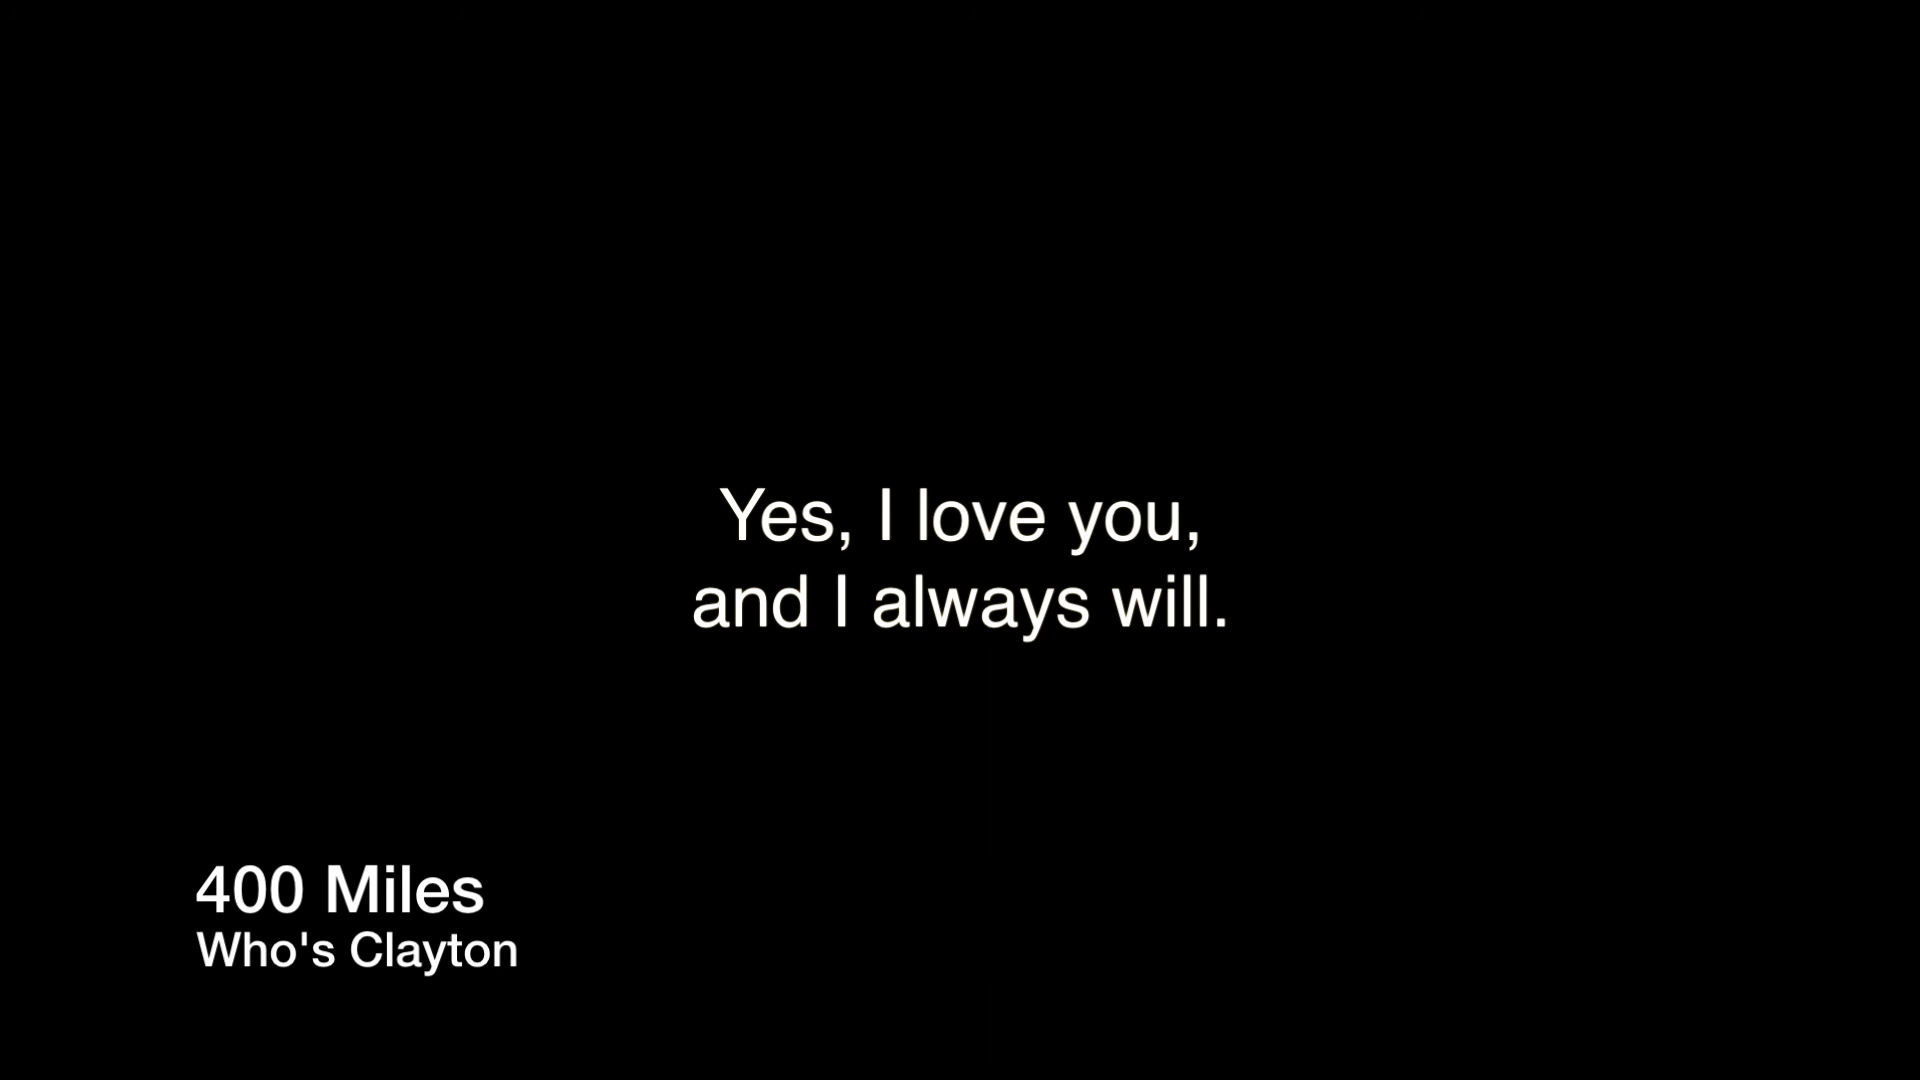 Yes, I love you,
and I always will.
400 Miles
Who's Clayton